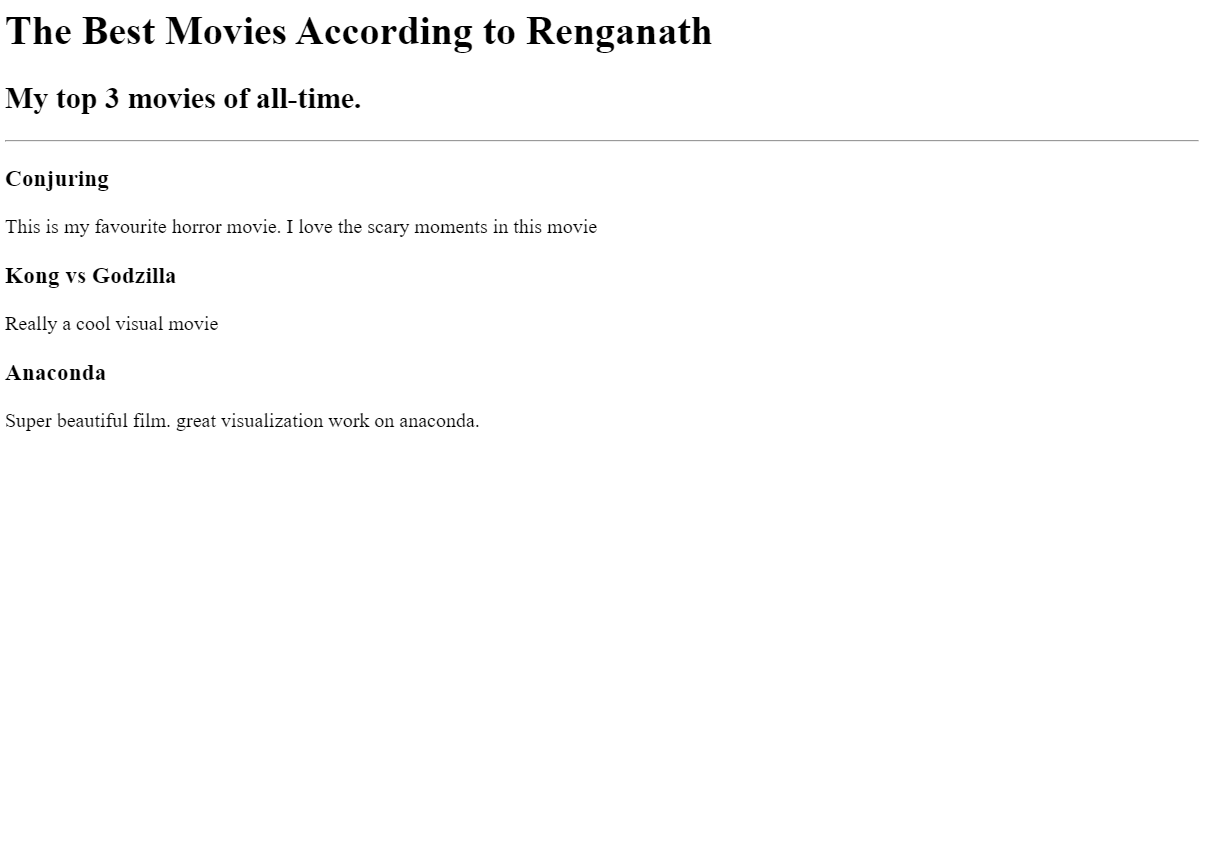 The Best Movies According to Renganath
My top 3 movies of all-time.
Conjuring
This is my favourite horror movie. I love the scary moments in this movie
Kong vs Godzilla
Really a cool visual movie
Anaconda
Super beautiful film. great visualization work on anaconda.